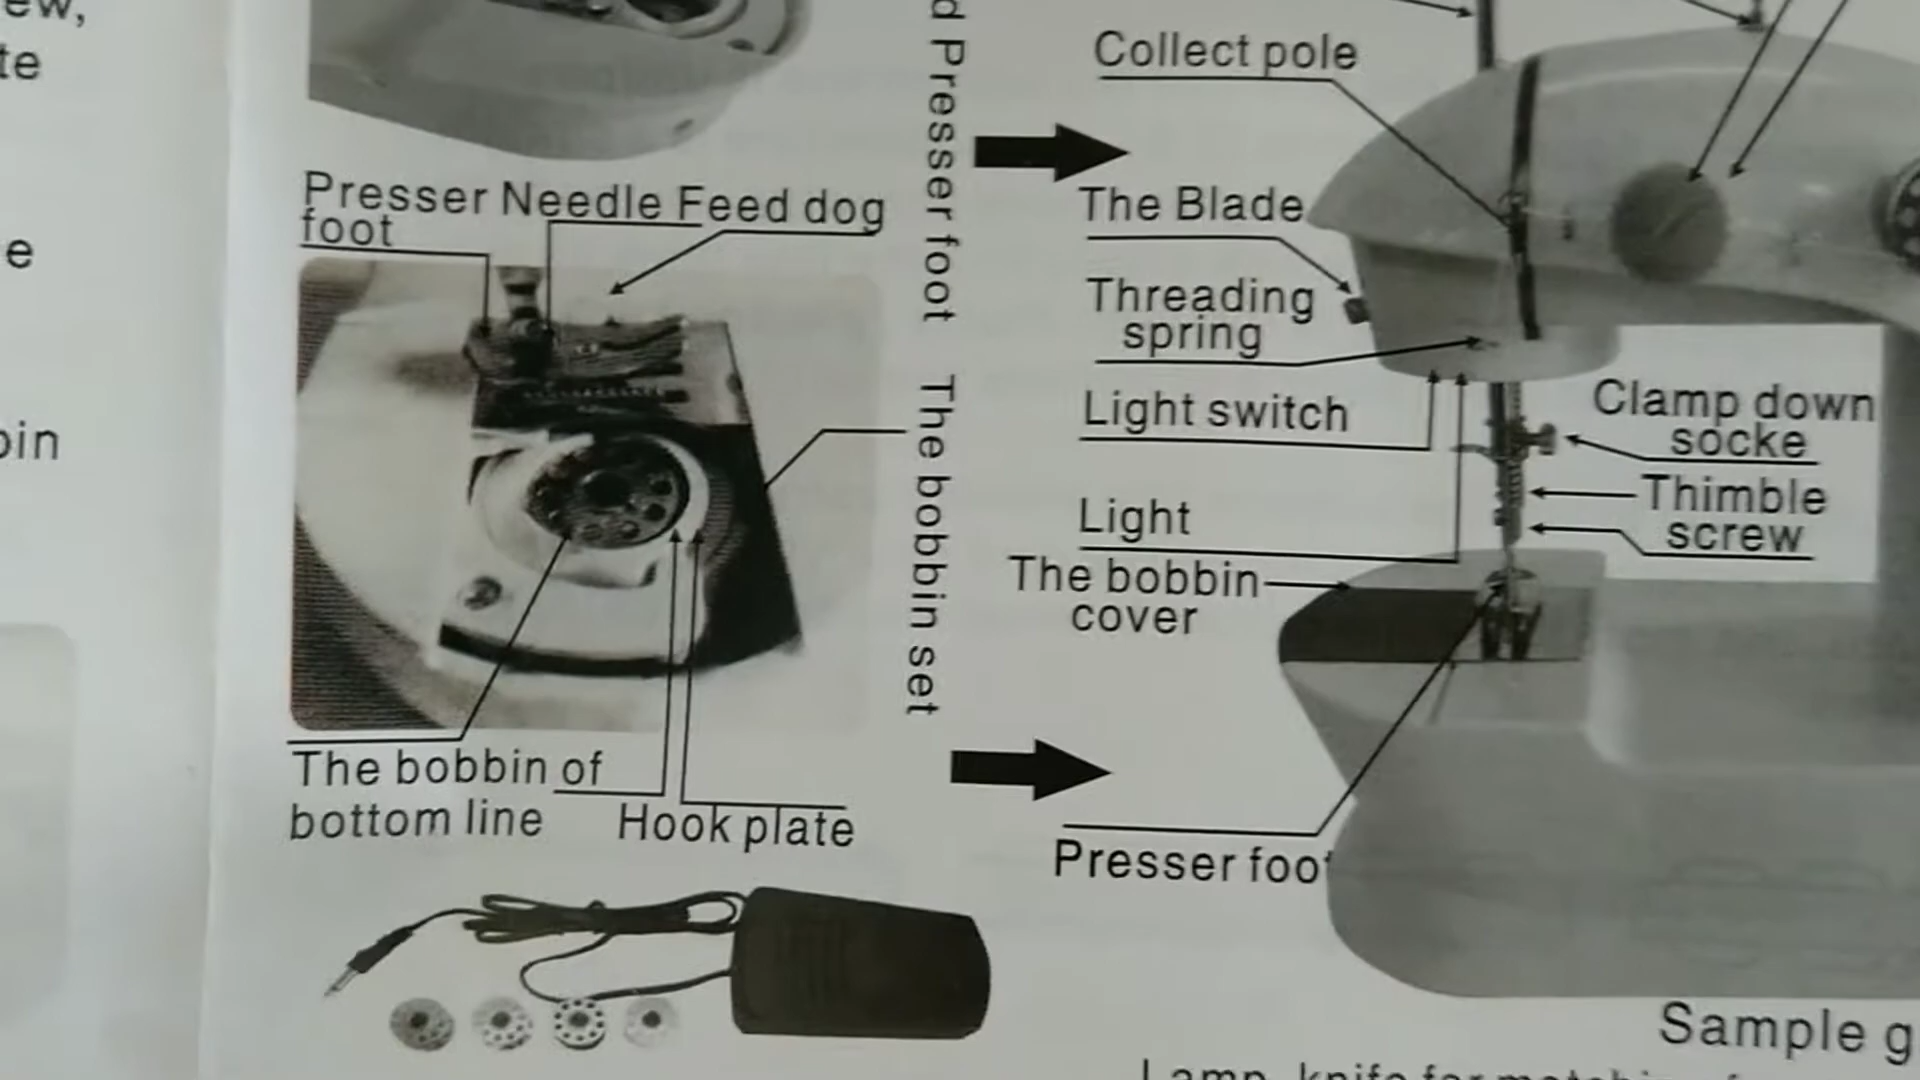 te
e
Presser Needle Feed dog
foot
The bobbin of
bottom line
Hook plate
Presser foot
The bobbin set
Collect pole
The Blade
Threading
spring
Light switch
Light
The bobbin
cover
Clamp down
socke
Thimble
screw
Presser foo
Sample g